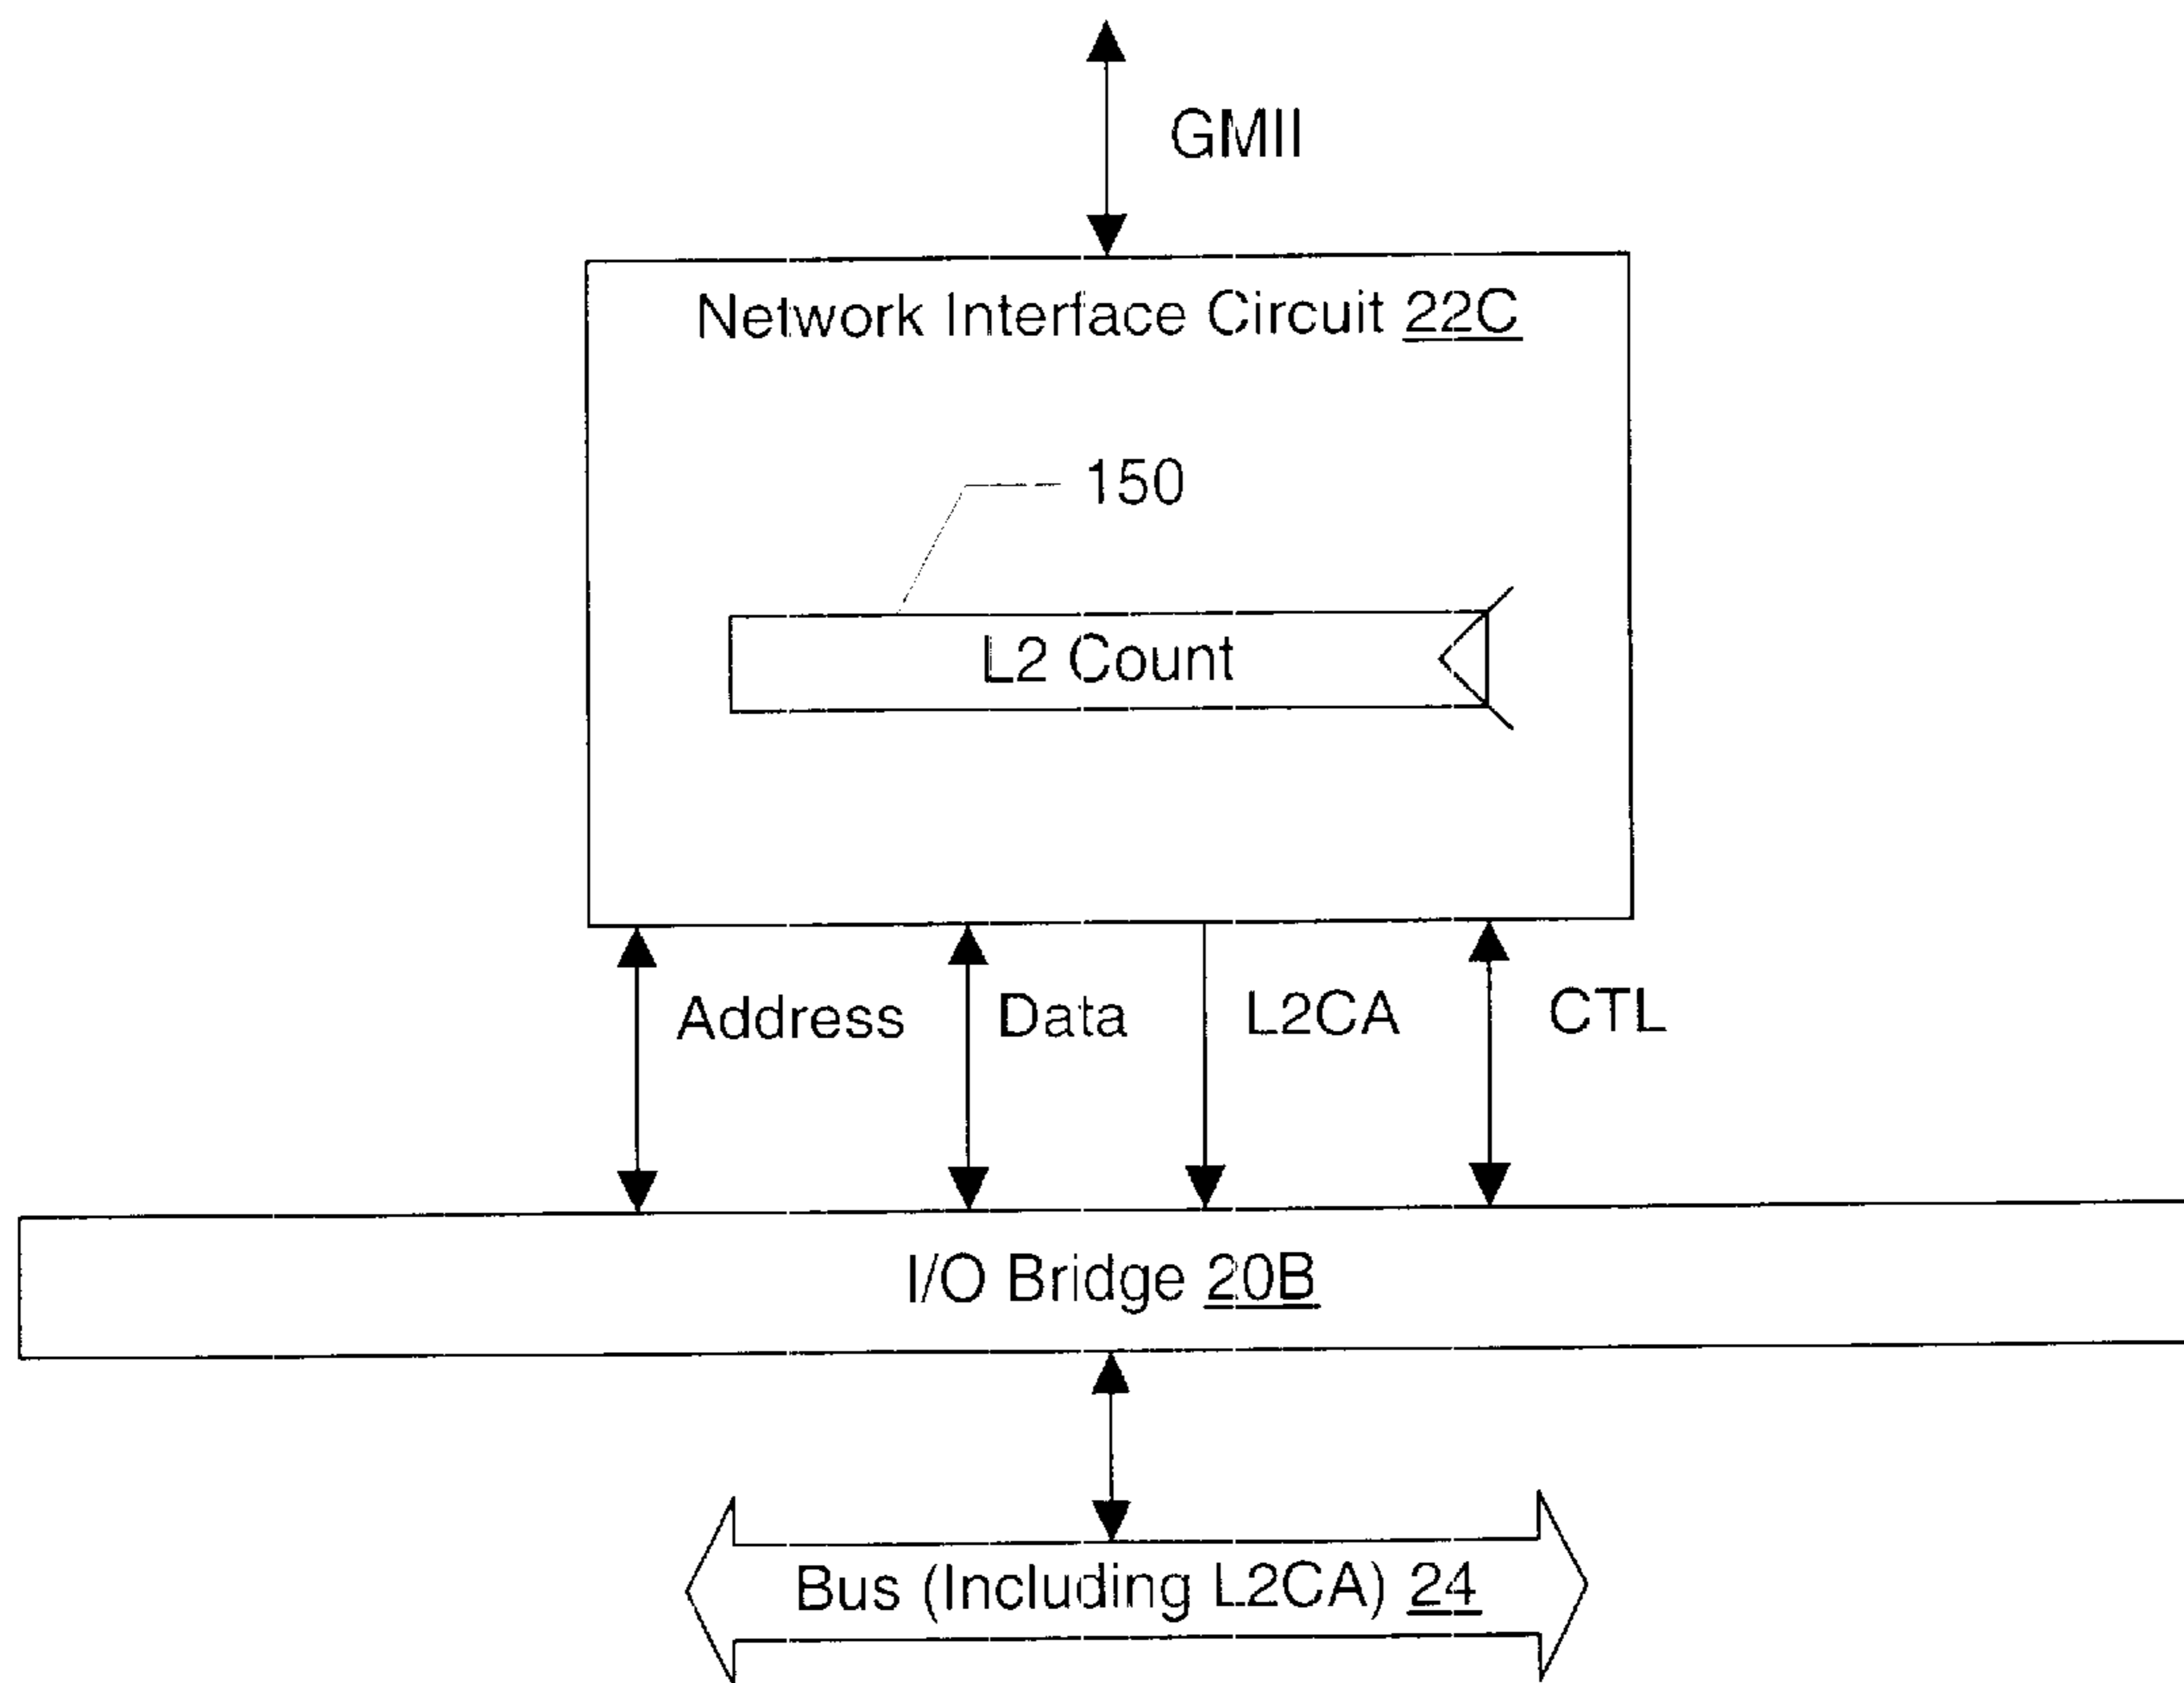 GMII
Network Interface Circuit 22C
150
L2 Count
Address Data L2CA CTL
I/O Bridge 20B
Bus (Including L2CA) 24